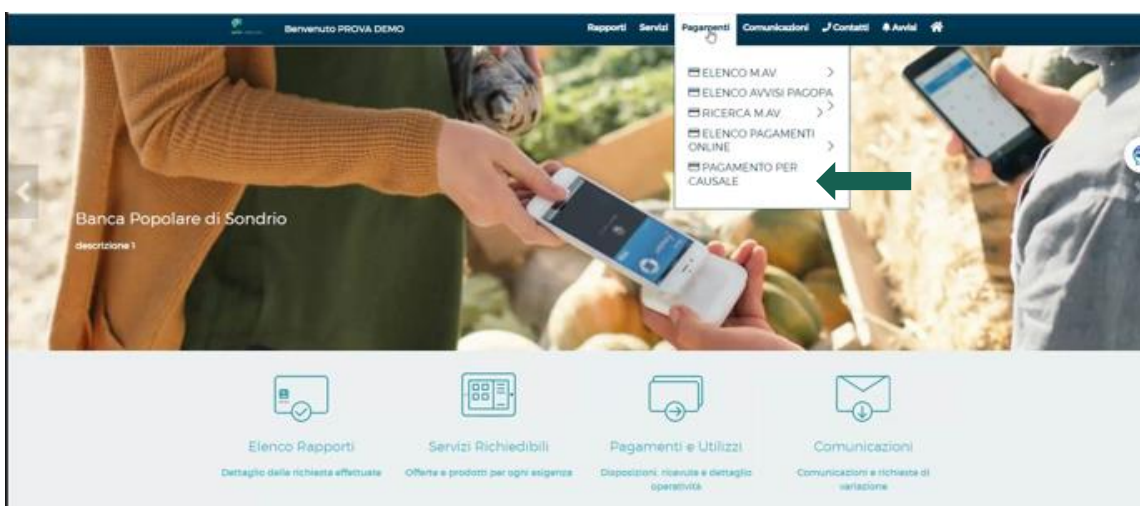 Benvenuto PROVA DEMO
Rapporti Servizi Pagamenti Comunicazioni Contatti Avvisi
ELENCO M.AV.
ELENCO AVVISI PAGOPA
RICERCA M.AV.
ELENCO PAGAMENTI
ONLINE
PAGAMENTO PER
CAUSALE
Banca Popolare di Sondrio
descrizione 1
Elenco Rapporti
Dettaglio delle richieste effettuate
Servizi Richiedibili
Offerte e prodotti per ogni esigenza
Pagamenti e Utilizzi
Disposizioni, ricevute e dettaglio
operatività
Comunicazioni
Comunicazioni e richieste di
variazione